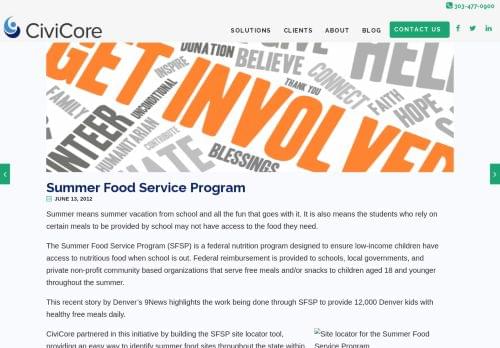 303-477-0900
CiviCore
SOLUTIONS CLIENTS ABOUT BLOG CONTACT US
DONATION
GIVE
HELP
INSPIRE
BELIEVE
GET INVOLVED
THANK YOU
CONNECT
FAITH
HOPE
CARE
FAMILY
UNCONDITIONAL
HUMANITARIAN
CONTRIBUTE
BLESSINGS
Summer Food Service Program
JUNE 13, 2012
Summer means summer vacation from school and all the fun that goes with it. It is also means the students who rely on
certain meals to be provided by school may not have access to the food they need.
The Summer Food Service Program (SFSP) is a federal nutrition program designed to ensure low-income children have
access to nutritious food when school is out. Federal reimbursement is provided to schools, local governments, and
private non-profit community based organizations that serve free meals and/or snacks to children aged 18 and younger
throughout the summer.
This recent story by Denver's 9News highlights the work being done through SFSP to provide 12,000 Denver kids with
healthy free meals daily.
CiviCore partnered in this initiative by building the SFSP site locator tool,
providing an easy way to identify summer food sites throughout the state within
Site locator for the Summer Food
Service Program